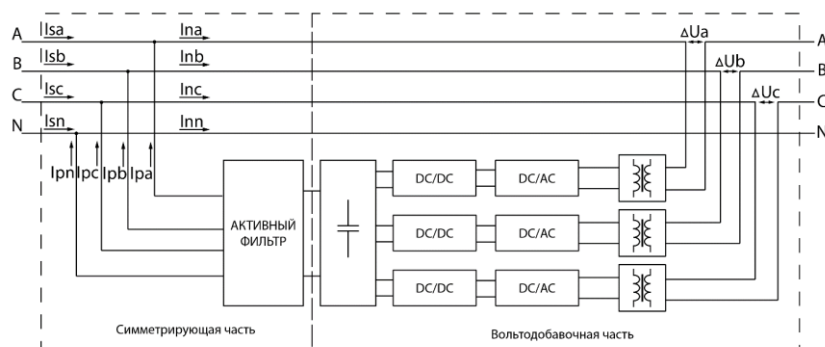 A Isa Ina ΔUa A
B Isb Inb ΔUb B
C Isc Inc ΔUc C
N Isn Inn N
Ipn Ipc Ipb Ipa
АКТИВНЫЙ
ФИЛЬТР
DC/DC DC/AC
DC/DC DC/AC
DC/DC DC/AC
Симметрирующая часть
Вольтодобавочная часть